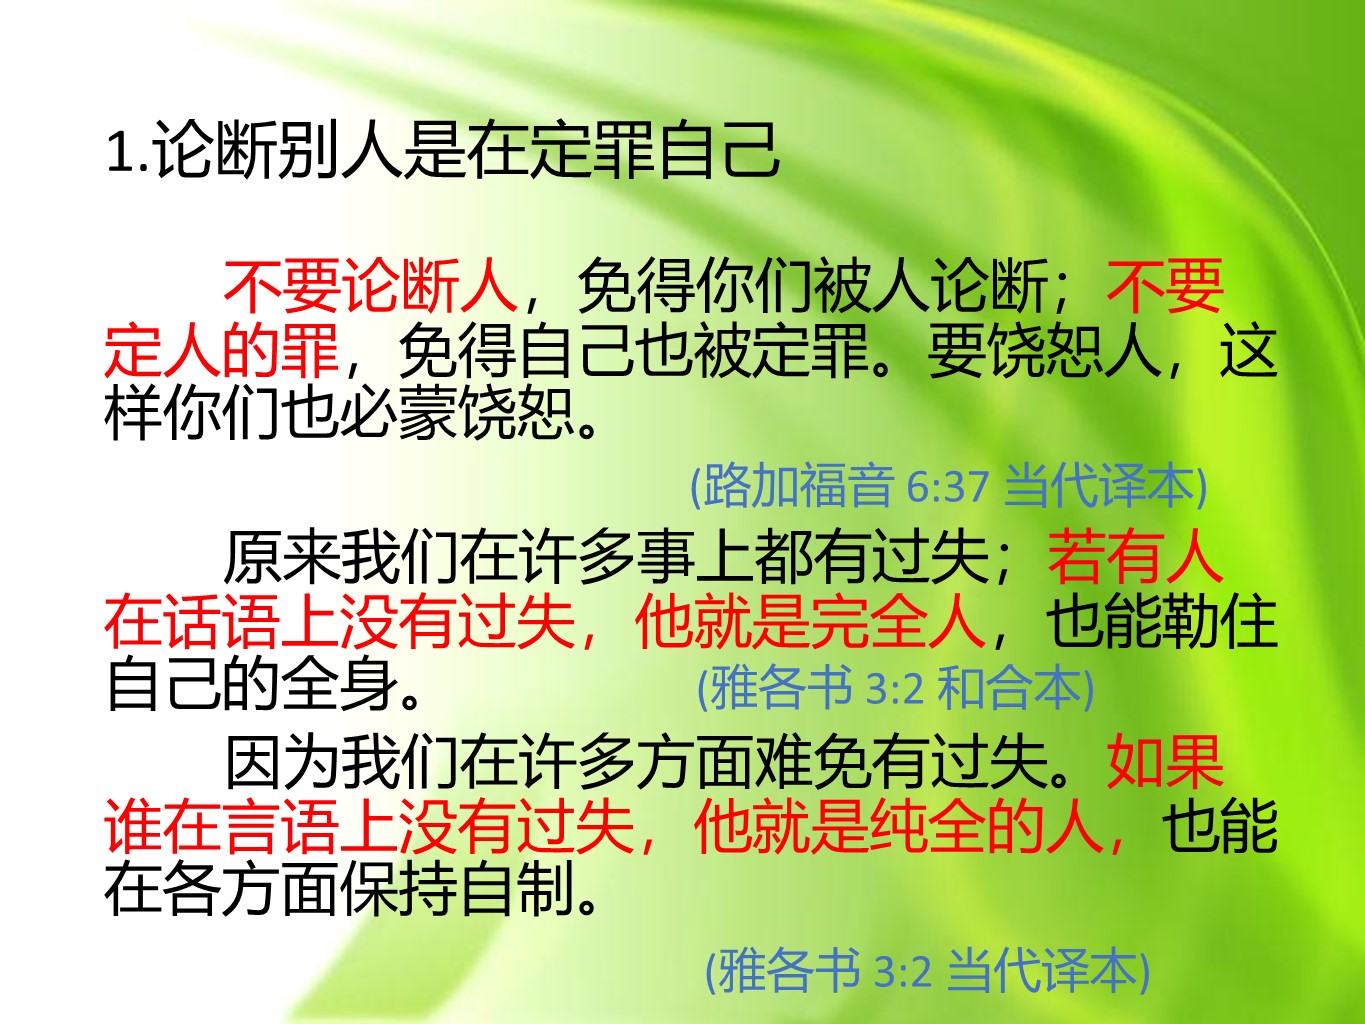 1.论断别人是在定罪自己
不要论断人，免得你们被人论断；不要
定人的罪，免得自己也被定罪。要饶恕人，这
样你们也必蒙饶恕。
(路加福音 6:37 当代译本)
原来我们在许多事上都有过失；若有人
在话语上没有过失，他就是完全人，也能勒住
自己的全身。 (雅各书 3:2 和合本)
因为我们在许多方面难免有过失。如果
谁在言语上没有过失，他就是纯全的人，也能
在各方面保持自制。
(雅各书 3:2 当代译本)